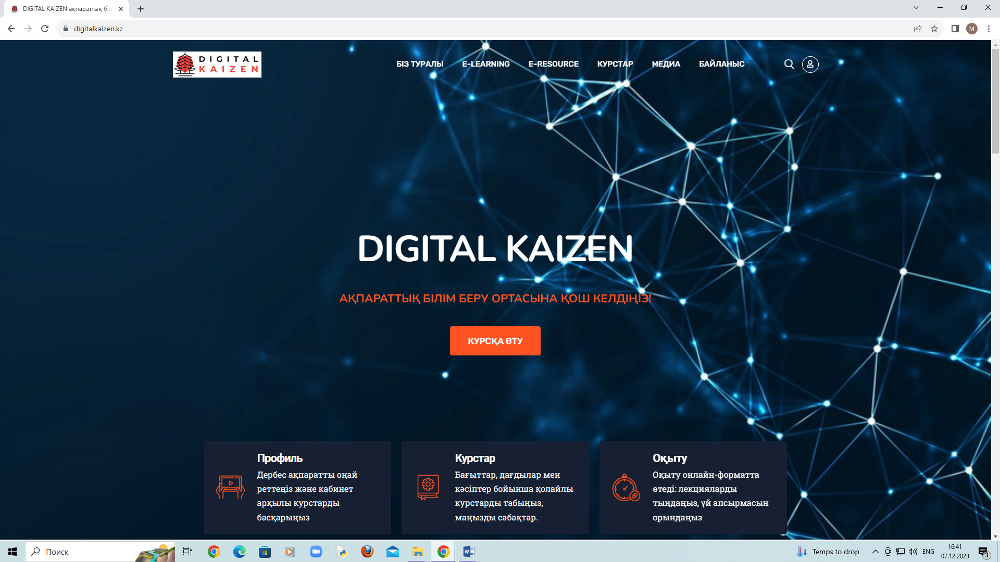 DIGITAL KAIZEN ақпараттық біл
digitalkaizen.kz
M
DIGITAL
KAIZEN
БІЗ ТУРАЛЫ E-LEARNING E-RESOURCE КУРСТАР МЕДИА БАЙЛАНЫС
DIGITAL KAIZEN
АҚПАРАТТЫҚ БІЛІМ БЕРУ ОРТАСЫНА ҚОШ КЕЛДІҢІЗ!
КУРСҚА ӨТУ
Профиль
Дербес ақпаратты оңай
реттеңіз және кабинет
арқылы курстарды
басқарыңыз
Курстар
Бағыттар, дағдылар мен
кәсіптер бойынша қолайлы
курстарды табыңыз,
маңызды сабақтар.
Оқыту
Оқыту онлайн-форматта
өтеді: лекцияларды
тыңдаңыз, үй апсырмасын
орындаңыз
Поиск
Temps to drop
ENG
16:41
07.12.2023
3